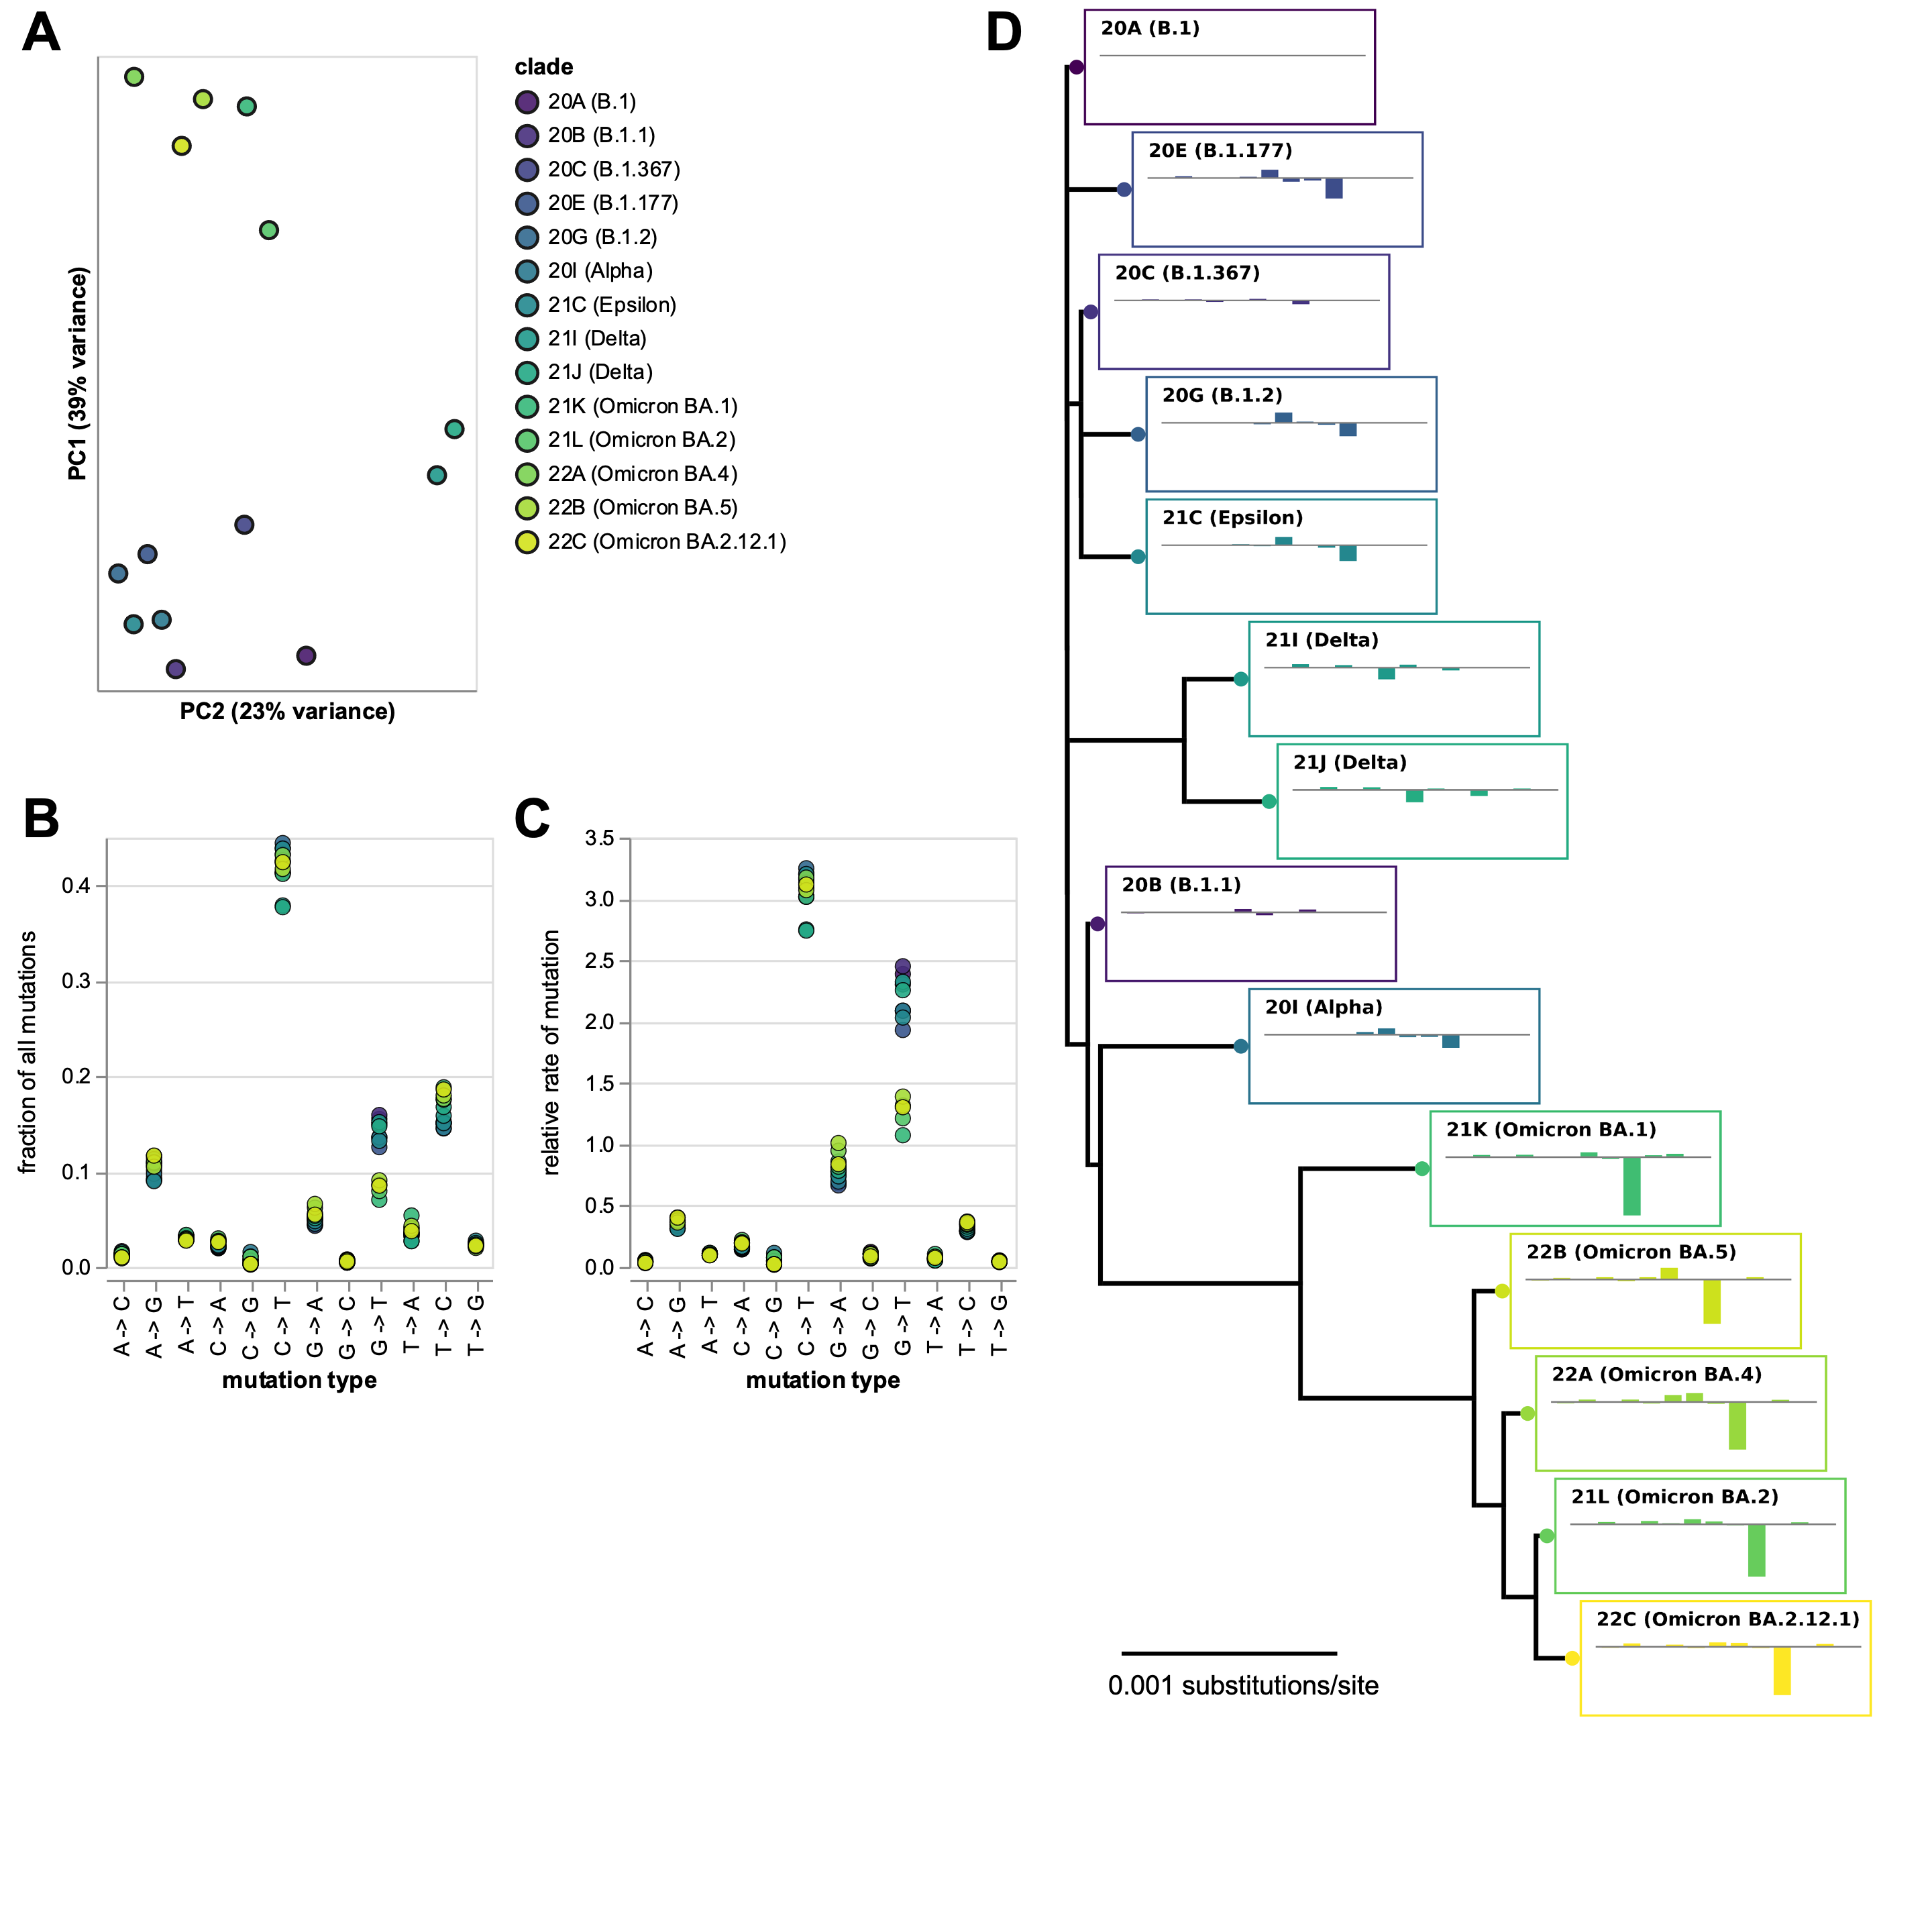 A
PC1 (39% variance)
PC2 (23% variance)
clade
20A (B.1)
20B (B.1.1)
20C (B.1.367)
20E (B.1.177)
20G (B.1.2)
20I (Alpha)
21C (Epsilon)
21I (Delta)
21J (Delta)
21K (Omicron BA.1)
21L (Omicron BA.2)
22A (Omicron BA.4)
22B (Omicron BA.5)
22C (Omicron BA.2.12.1)
B
fraction of all mutations
0.4
0.3
0.2
0.1
0.0
A -> C
A -> G
A -> T
C -> A
C -> G
C -> T
G -> A
G -> C
G -> T
T -> A
T -> C
T -> G
mutation type
C
relative rate of mutation
3.5
3.0
2.5
2.0
1.5
1.0
0.5
0.0
A -> C
A -> G
A -> T
C -> A
C -> G
C -> T
G -> A
G -> C
G -> T
T -> A
T -> C
T -> G
mutation type
D
20A (B.1)
20E (B.1.177)
20C (B.1.367)
20G (B.1.2)
21C (Epsilon)
21I (Delta)
21J (Delta)
20B (B.1.1)
20I (Alpha)
21K (Omicron BA.1)
22B (Omicron BA.5)
22A (Omicron BA.4)
21L (Omicron BA.2)
22C (Omicron BA.2.12.1)
0.001 substitutions/site